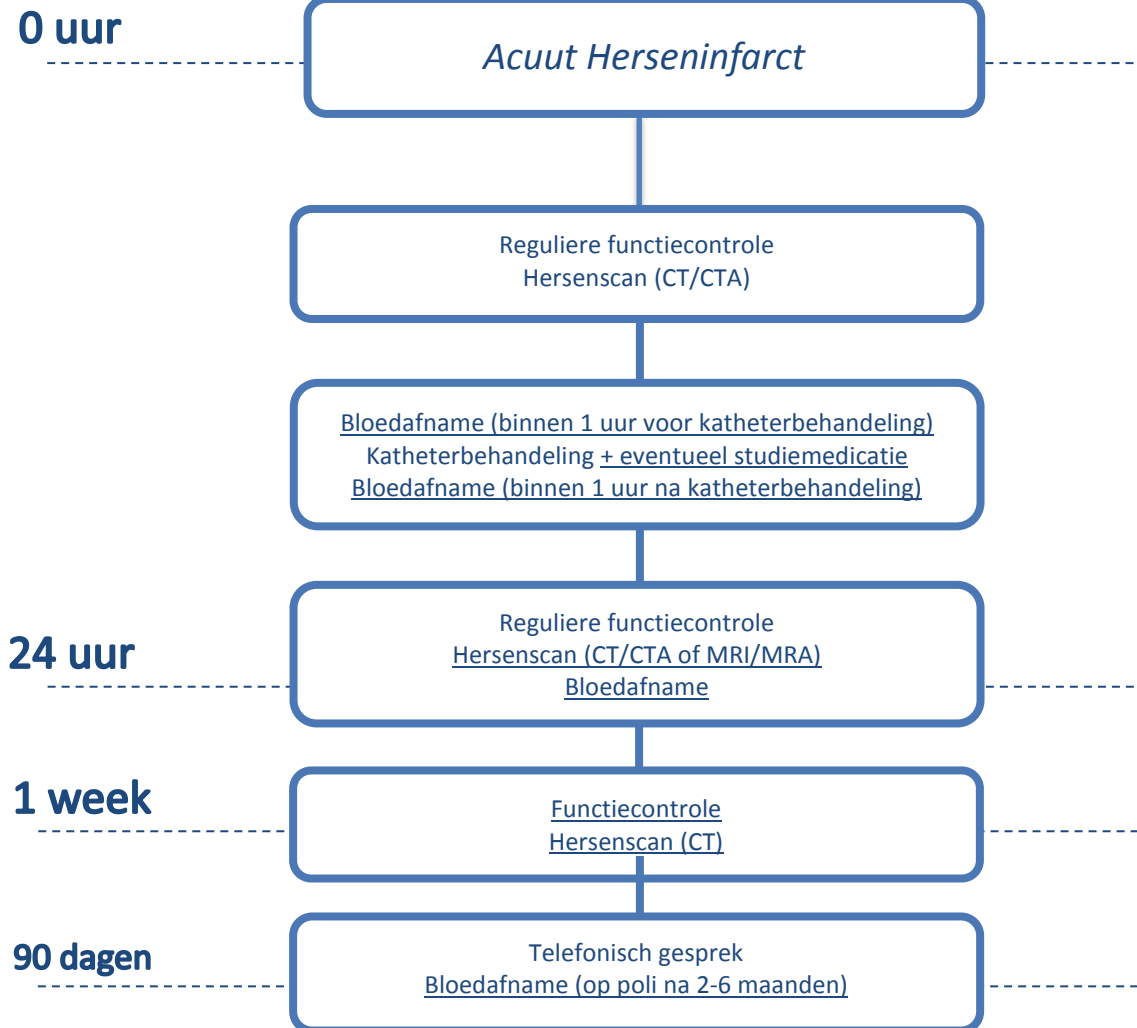 0 uur
Acuut Herseninfarct
Reguliere functiecontrole
Hersenscan (CT/CTA)
Bloedafname (binnen 1 uur voor katheterbehandeling)
Katheterbehandeling + eventueel studiemedicatie
Bloedafname (binnen 1 uur na katheterbehandeling)
24 uur
Reguliere functiecontrole
Hersenscan (CT/CTA of MRI/MRA)
Bloedafname
1 week
Functiecontrole
Hersenscan (CT)
90 dagen
Telefonisch gesprek
Bloedafname (op poli na 2-6 maanden)